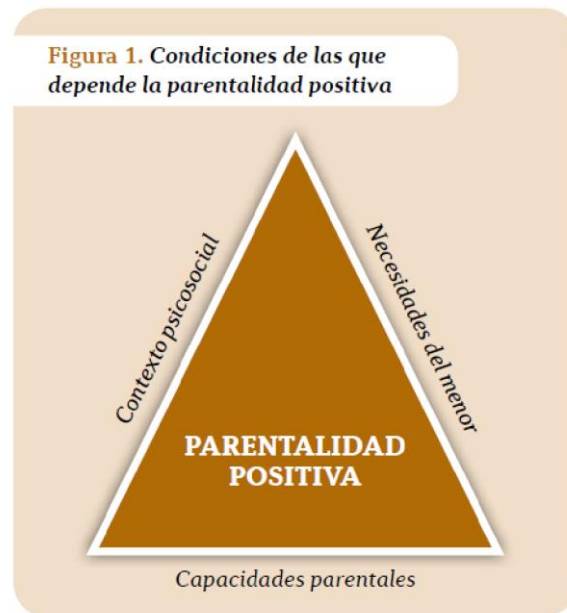 Figura 1. Condiciones de las que
depende la parentalidad positiva
Contexto psicosocial
Necesidades del menor
PARENTALIDAD
POSITIVA
Capacidades parentales